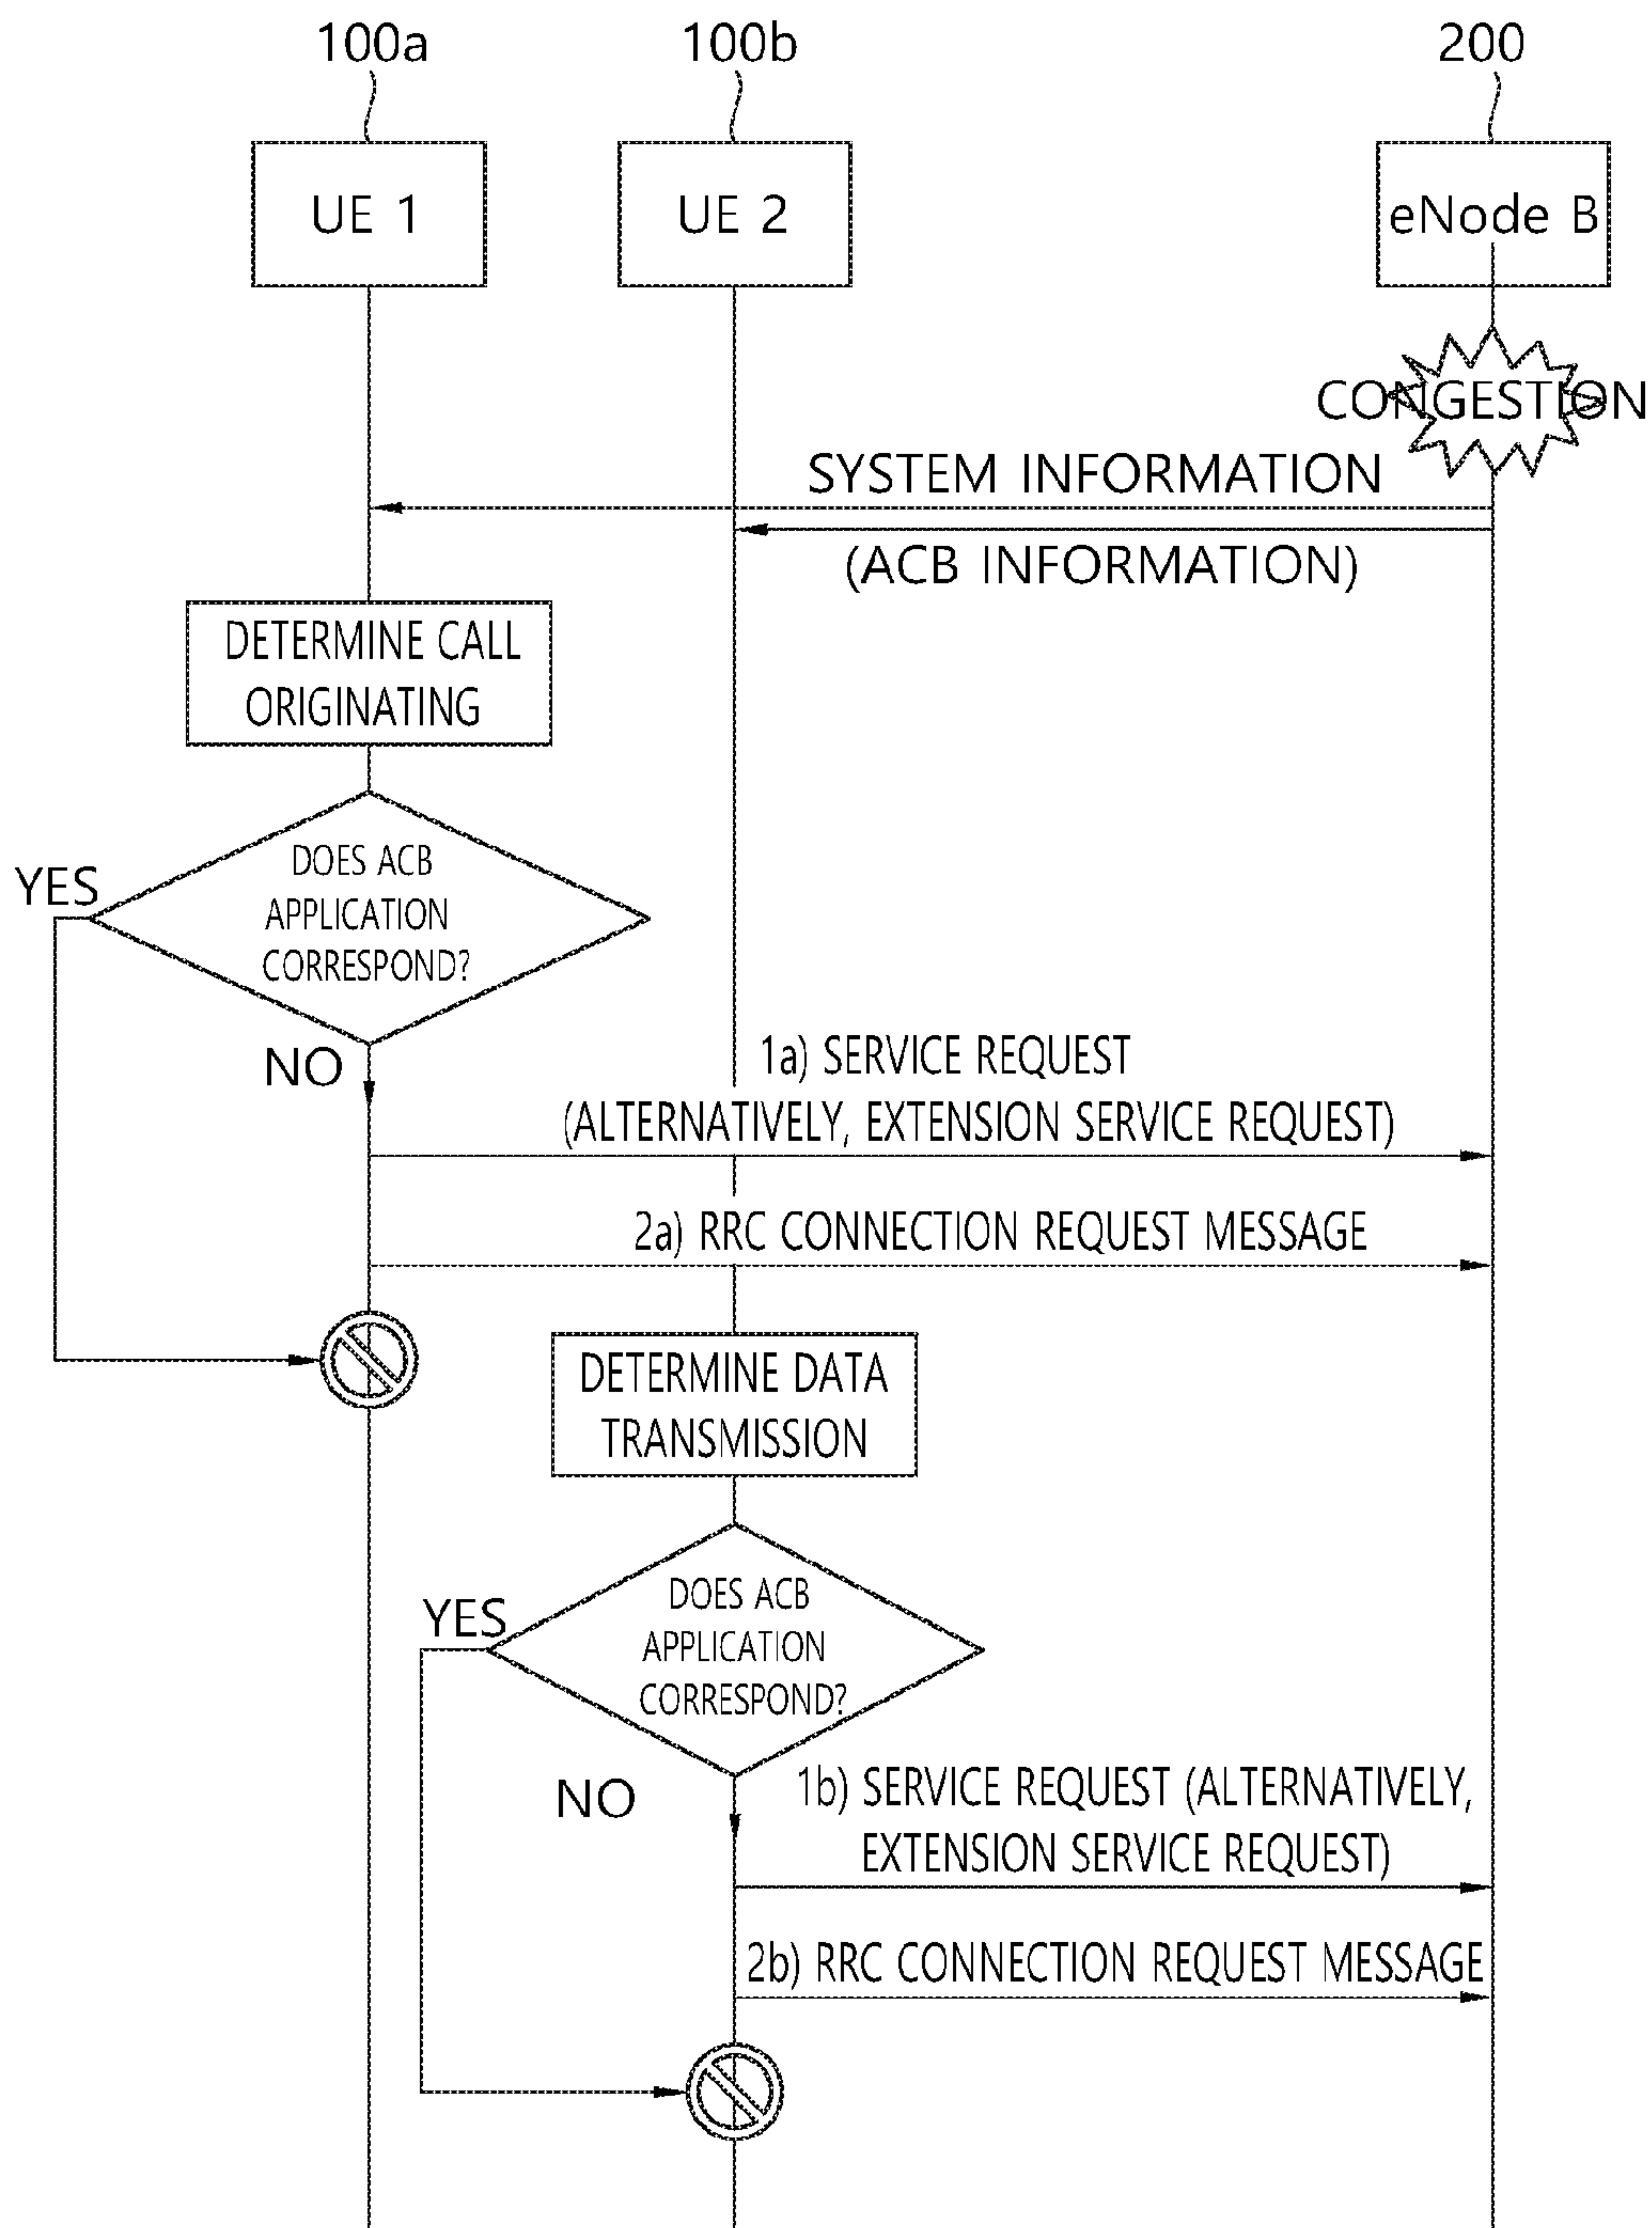 100a
100b
200
UE 1
UE 2
eNode B
CONGESTION
SYSTEM INFORMATION
(ACB INFORMATION)
DETERMINE CALL
ORIGINATING
DOES ACB
APPLICATION
CORRESPOND?
YES
NO
1a) SERVICE REQUEST
(ALTERNATIVELY, EXTENSION SERVICE REQUEST)
2a) RRC CONNECTION REQUEST MESSAGE
DETERMINE DATA
TRANSMISSION
DOES ACB
APPLICATION
CORRESPOND?
YES
NO
1b) SERVICE REQUEST (ALTERNATIVELY,
EXTENSION SERVICE REQUEST)
2b) RRC CONNECTION REQUEST MESSAGE